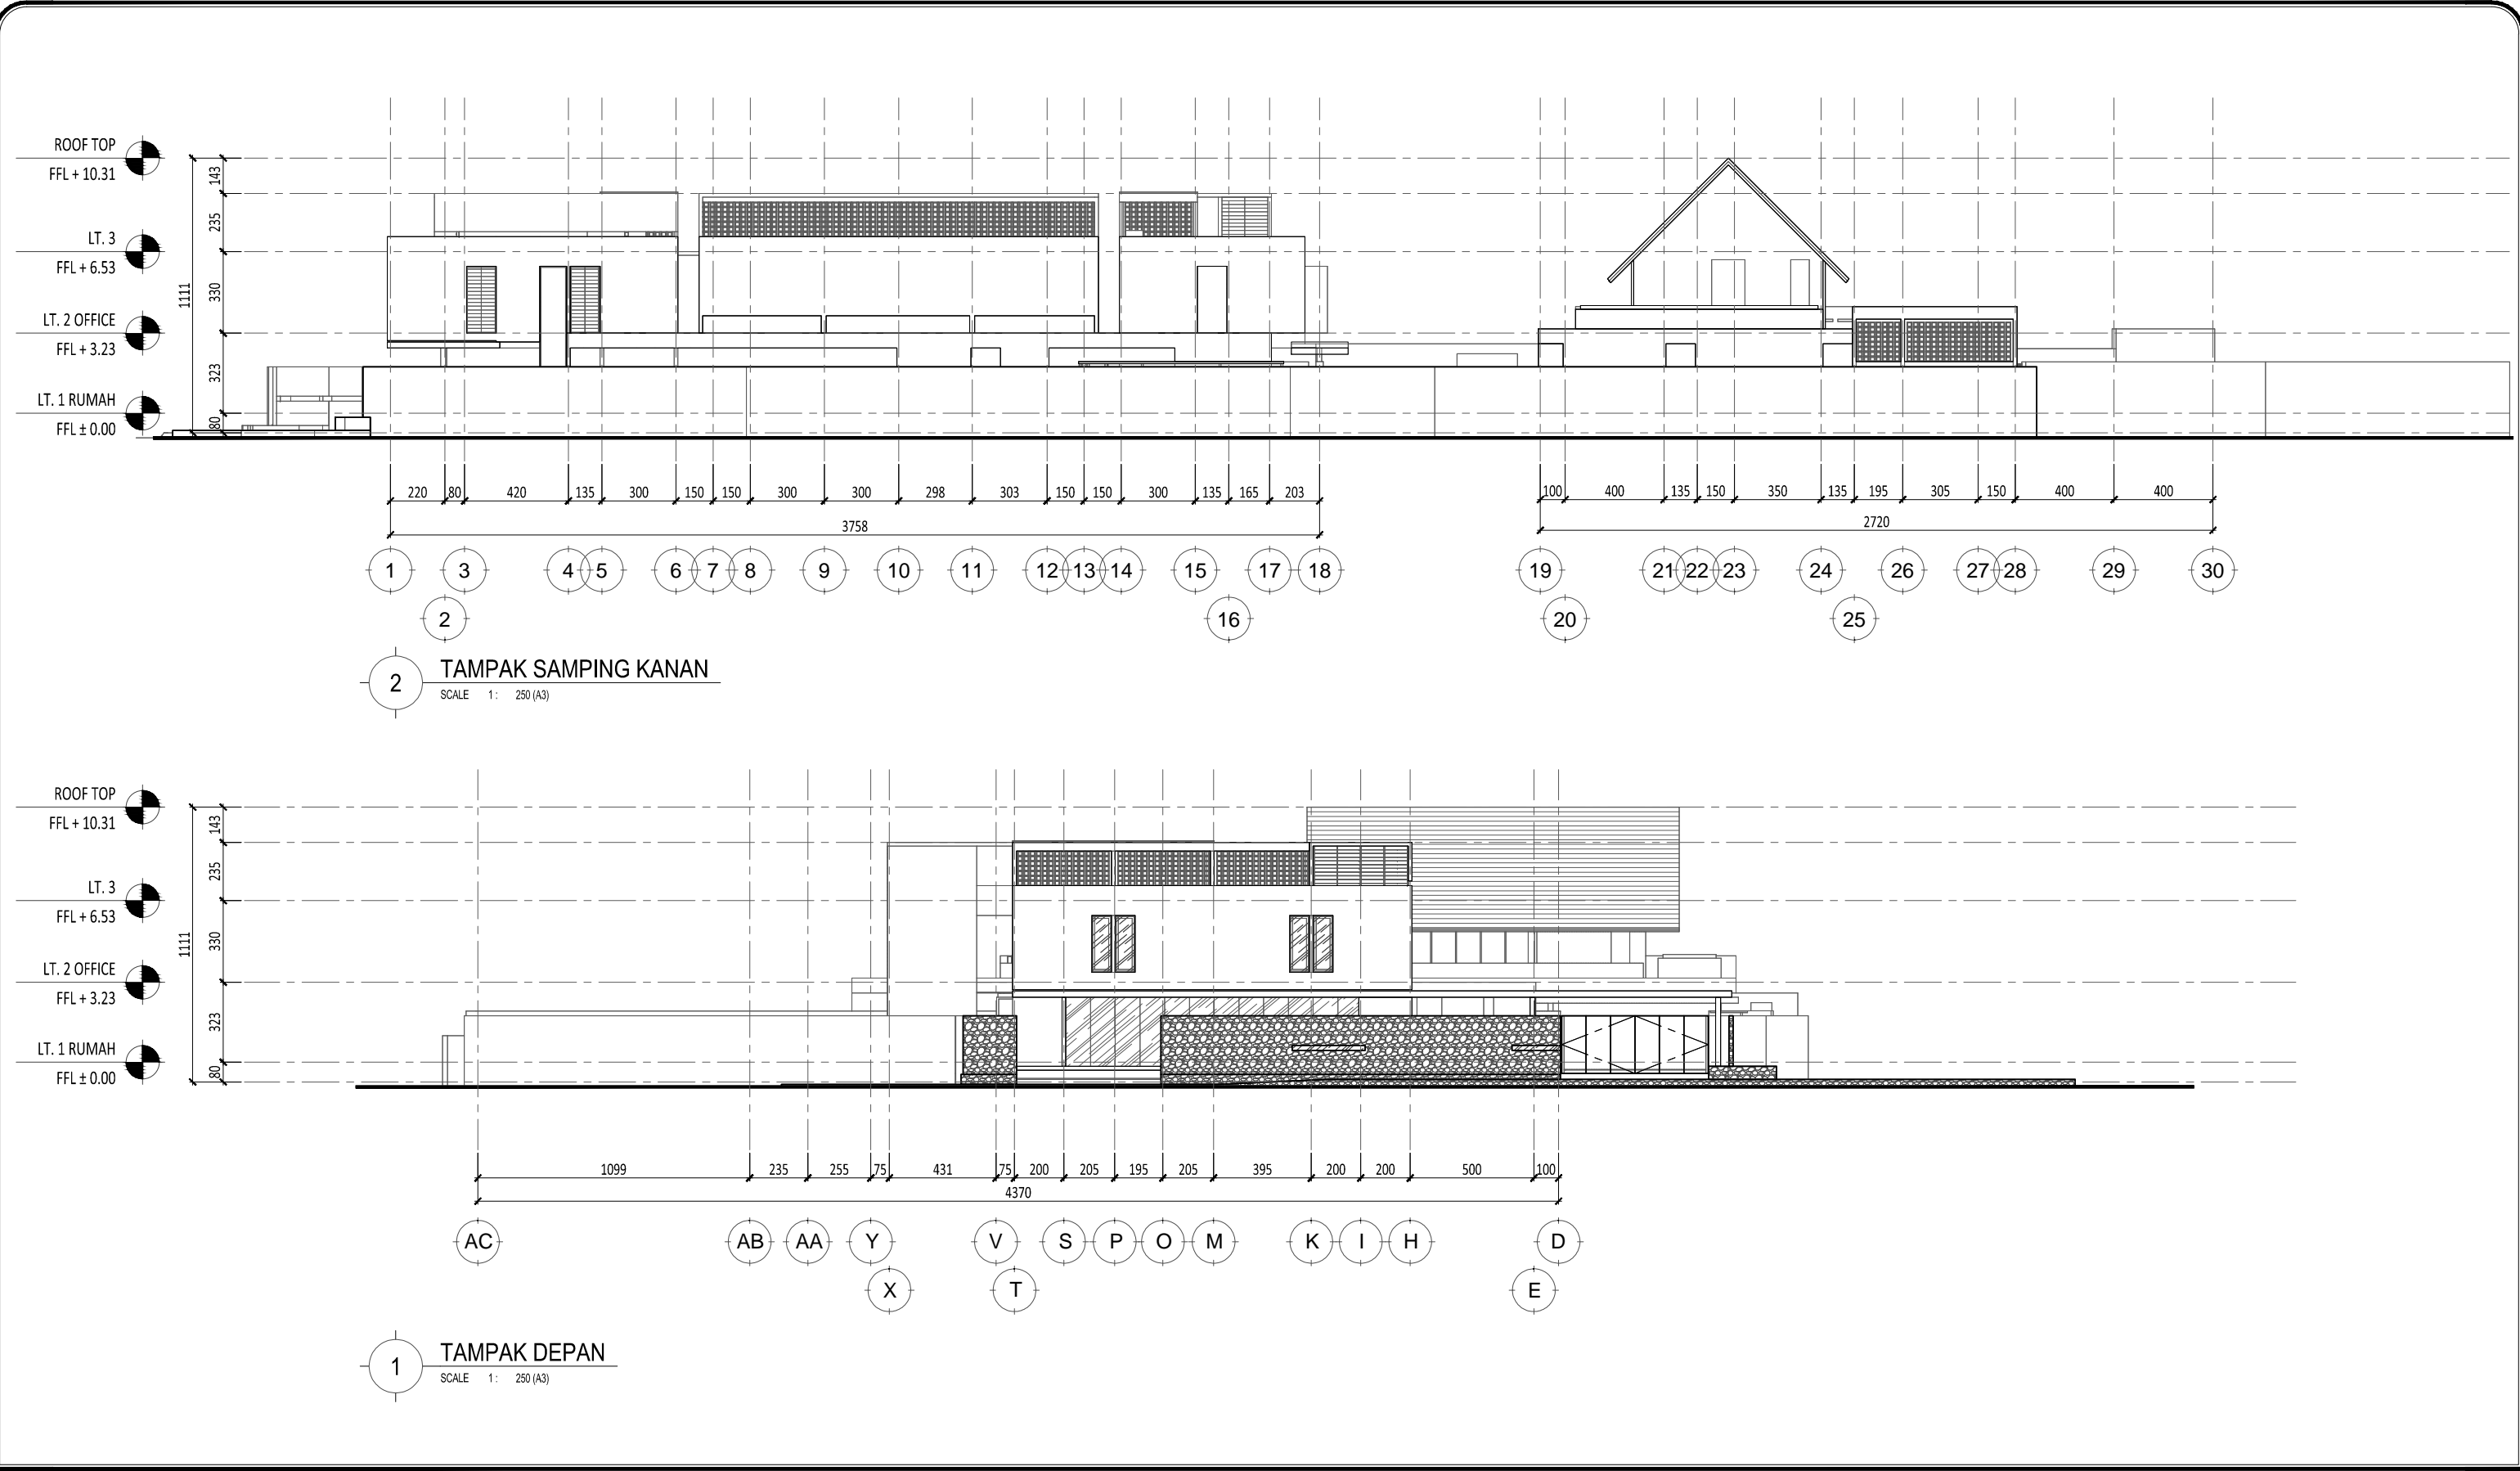 ROOF TOP
FFL + 10.31
LT. 3
FFL + 6.53
LT. 2 OFFICE
FFL + 3.23
LT. 1 RUMAH
FFL ± 0.00
1111
143
235
330
323
80
220 80 420 135 300 150 150 300 300 298 303 150 150 300 135 165 203
3758
100 400 135 150 350 135 195 305 150 400 400
2720
1 3 4 5 6 7 8 9 10 11 12 13 14 15 17 18 19 21 22 23 24 26 27 28 29 30
2 16 20 25
2 TAMPAK SAMPING KANAN
SCALE 1 : 250 (A3)
ROOF TOP
FFL + 10.31
LT. 3
FFL + 6.53
LT. 2 OFFICE
FFL + 3.23
LT. 1 RUMAH
FFL ± 0.00
1111
143
235
330
323
80
1099 235 255 75 431 75 200 205 195 205 395 200 200 500 100
4370
AC AB AA Y V S P O M K I H D
X T E
1 TAMPAK DEPAN
SCALE 1 : 250 (A3)